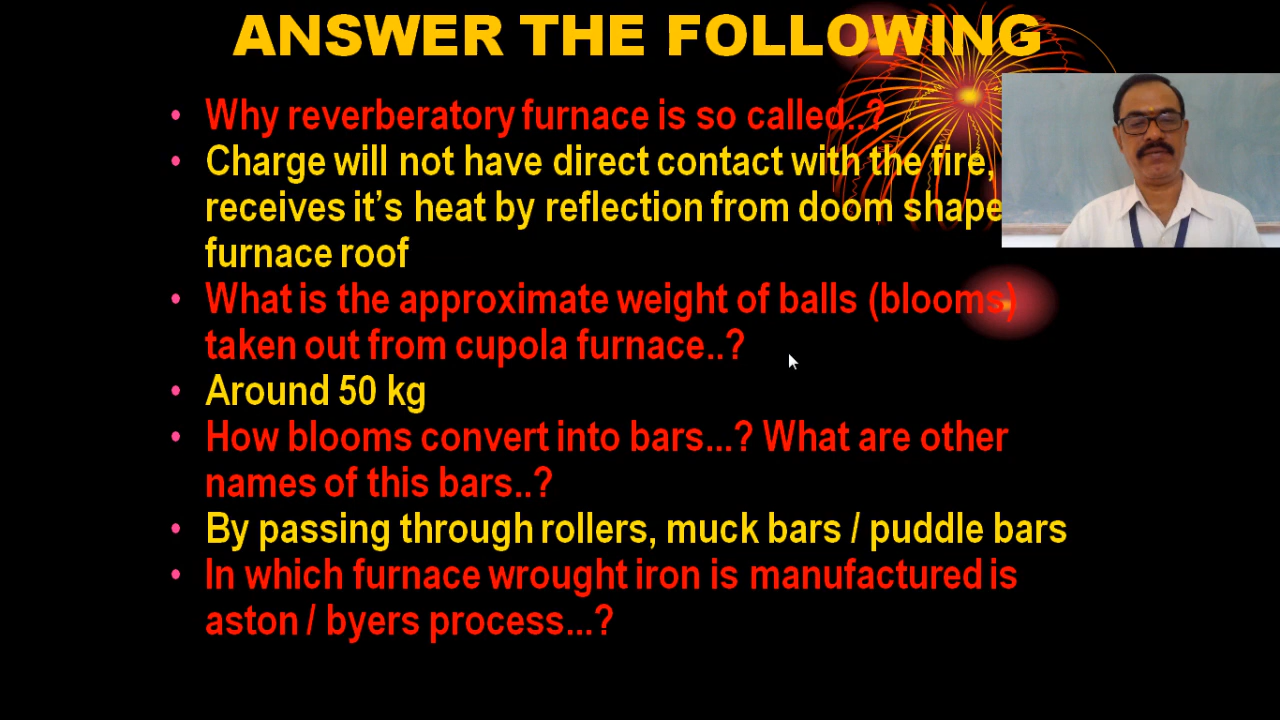 ANSWER THE FOLLOWING
• Why reverberatory furnace is so called..?
• Charge will not have direct contact with the fire,
receives it's heat by reflection from doom shape
furnace roof
• What is the approximate weight of balls (blooms)
taken out from cupola furnace..?
• Around 50 kg
• How blooms convert into bars...? What are other
names of this bars..?
• By passing through rollers, muck bars / puddle bars
• In which furnace wrought iron is manufactured is
aston / byers process...?